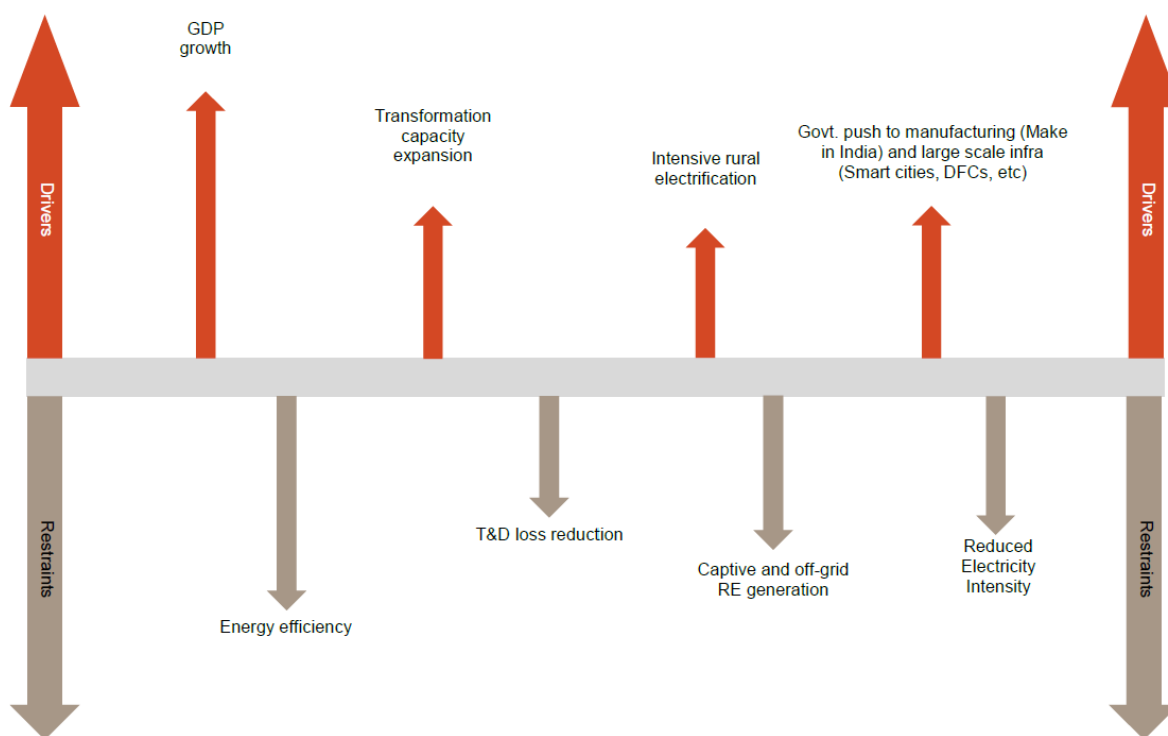 GDP
growth
Transformation
capacity
expansion
Intensive rural
electrification
Govt. push to manufacturing (Make
in India) and large scale infra
(Smart cities, DFCs, etc)
Drivers
Drivers
Restraints
Restraints
Energy efficiency
T&D loss reduction
Captive and off-grid
RE generation
Reduced
Electricity
Intensity